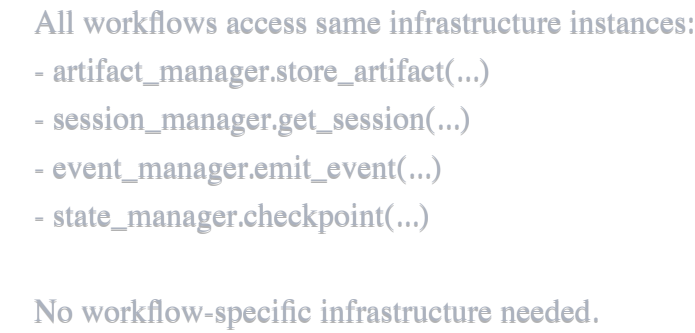 All workflows access same infrastructure instances:
- artifact_manager.store_artifact(...)
- session_manager.get_session(...)
- event_manager.emit_event(...)
- state_manager.checkpoint(...)
No workflow-specific infrastructure needed.